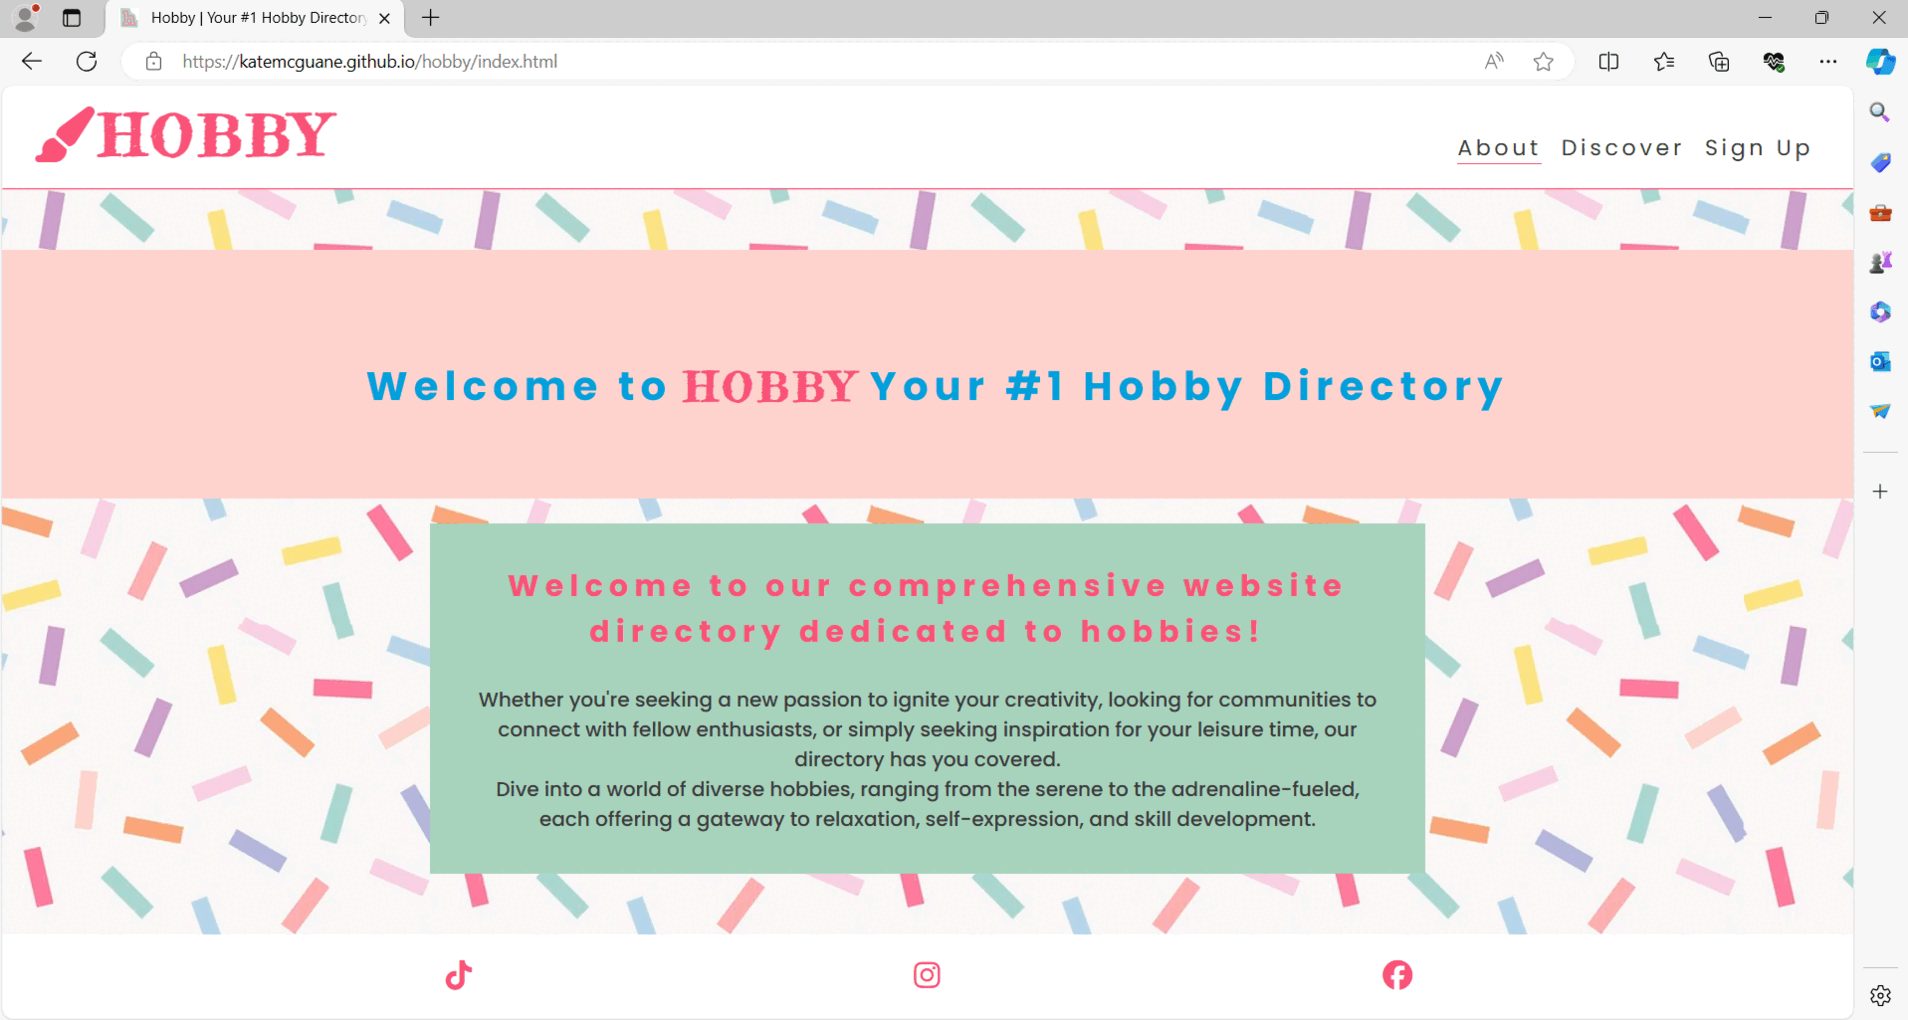 Hobby | Your #1 Hobby Director
https://katemcguane.github.io/hobby/index.html
HOBBY
About Discover Sign Up
Welcome to HOBBY Your #1 Hobby Directory
Welcome to our comprehensive website
directory dedicated to hobbies!
Whether you're seeking a new passion to ignite your creativity, looking for communities to
connect with fellow enthusiasts, or simply seeking inspiration for your leisure time, our
directory has you covered.
Dive into a world of diverse hobbies, ranging from the serene to the adrenaline-fueled,
each offering a gateway to relaxation, self-expression, and skill development.